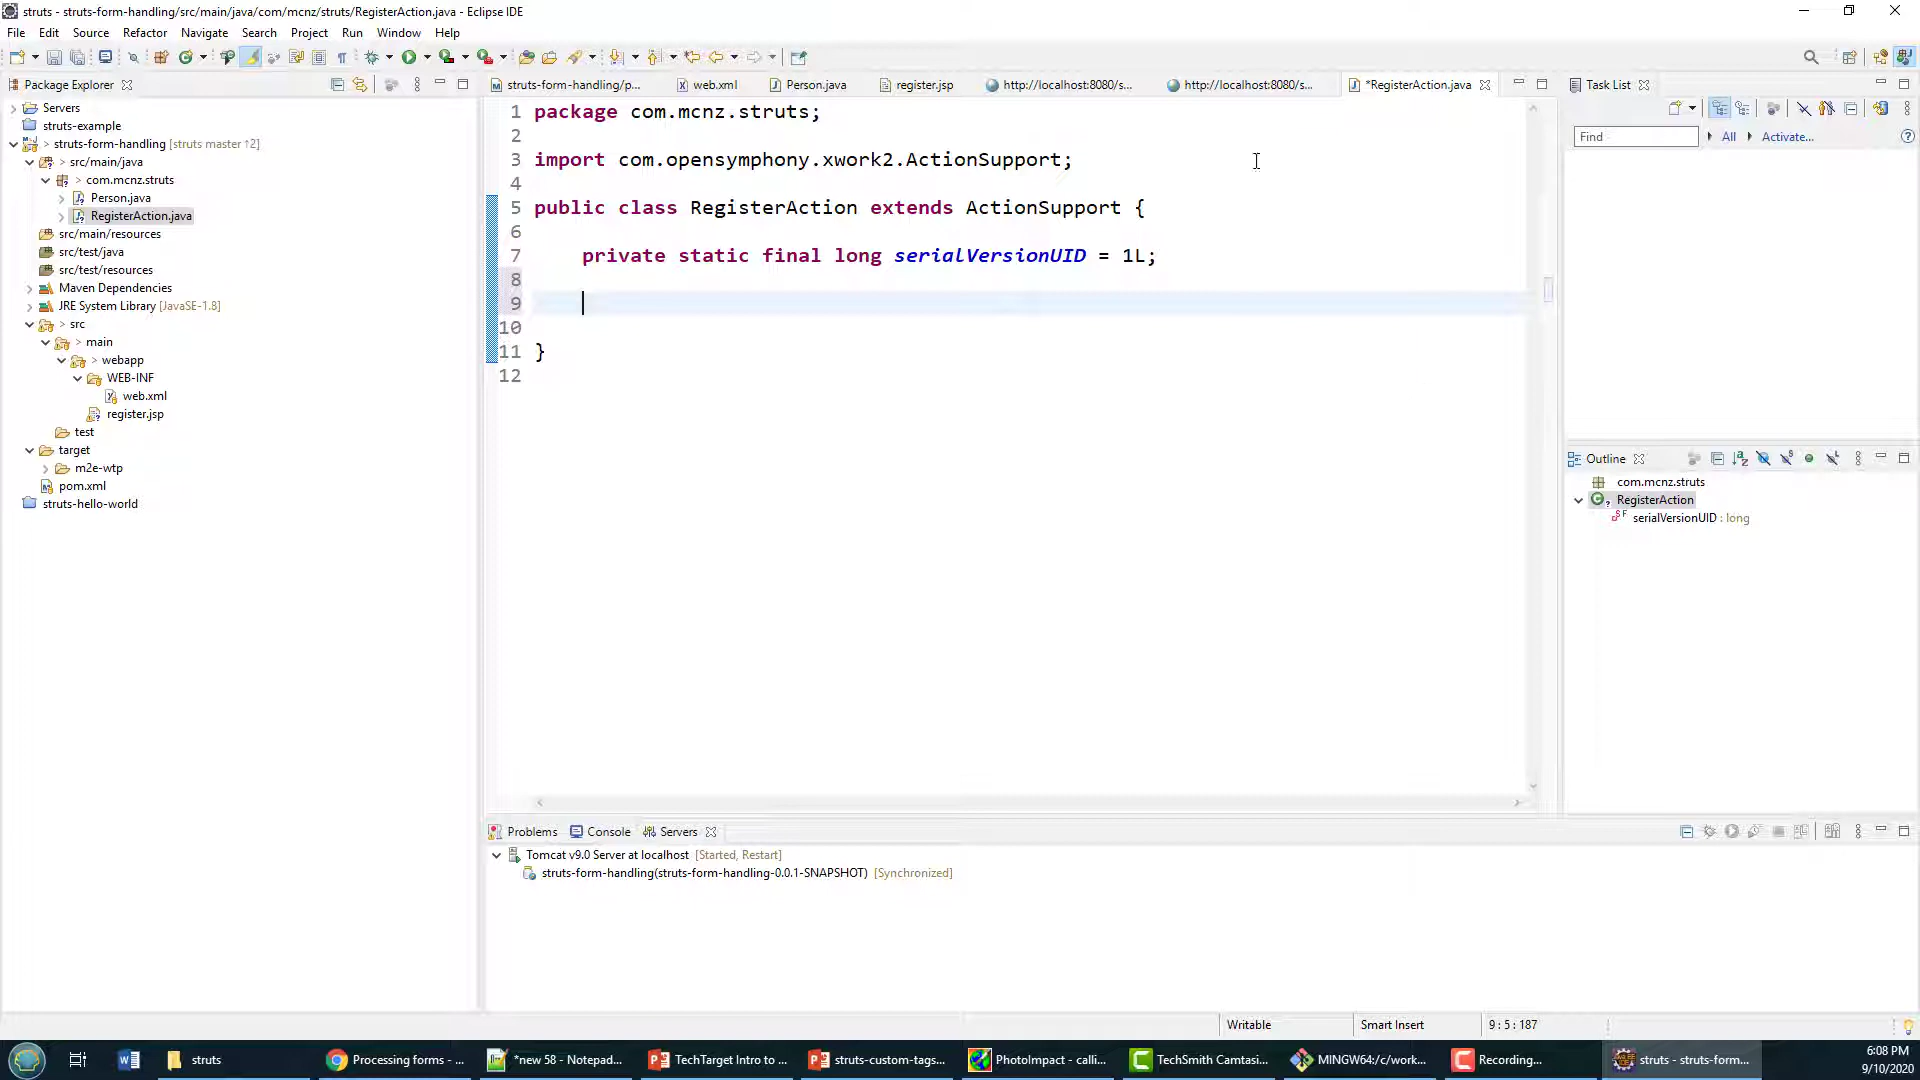 struts - struts-form-handling/src/main/java/com/mcnz/struts/RegisterAction.java - Eclipse IDE
File Edit Source Refactor Navigate Search Project Run Window Help
Package Explorer
Servers
struts-example
> struts-form-handling [struts master ↑2]
> src/main/java
> com.mcnz.struts
Person.java
RegisterAction.java
src/main/resources
src/test/java
src/test/resources
Maven Dependencies
JRE System Library [JavaSE-1.8]
> src
> main
> webapp
WEB-INF
web.xml
register.jsp
test
target
m2e-wtp
pom.xml
struts-hello-world
struts-form-handling/p... web.xml Person.java register.jsp http://localhost:8080/s... http://localhost:8080/s... *RegisterAction.java
1 package com.mcnz.struts;
2
3 import com.opensymphony.xwork2.ActionSupport;
4
5 public class RegisterAction extends ActionSupport {
6
7 private static final long serialVersionUID = 1L;
8
9
10
11 }
12
Task List
Find All Activate...
Outline
com.mcnz.struts
RegisterAction
serialVersionUID : long
Problems Console Servers
Tomcat v9.0 Server at localhost [Started, Restart]
struts-form-handling(struts-form-handling-0.0.1-SNAPSHOT) [Synchronized]
Writable Smart Insert 9 : 5 : 187
struts Processing forms - ... *new 58 - Notepad... TechTarget Intro to ... struts-custom-tags... PhotoImpact - calli... TechSmith Camtasi... MINGW64:/c/work... Recording... struts - struts-form...
6:08 PM
9/10/2020